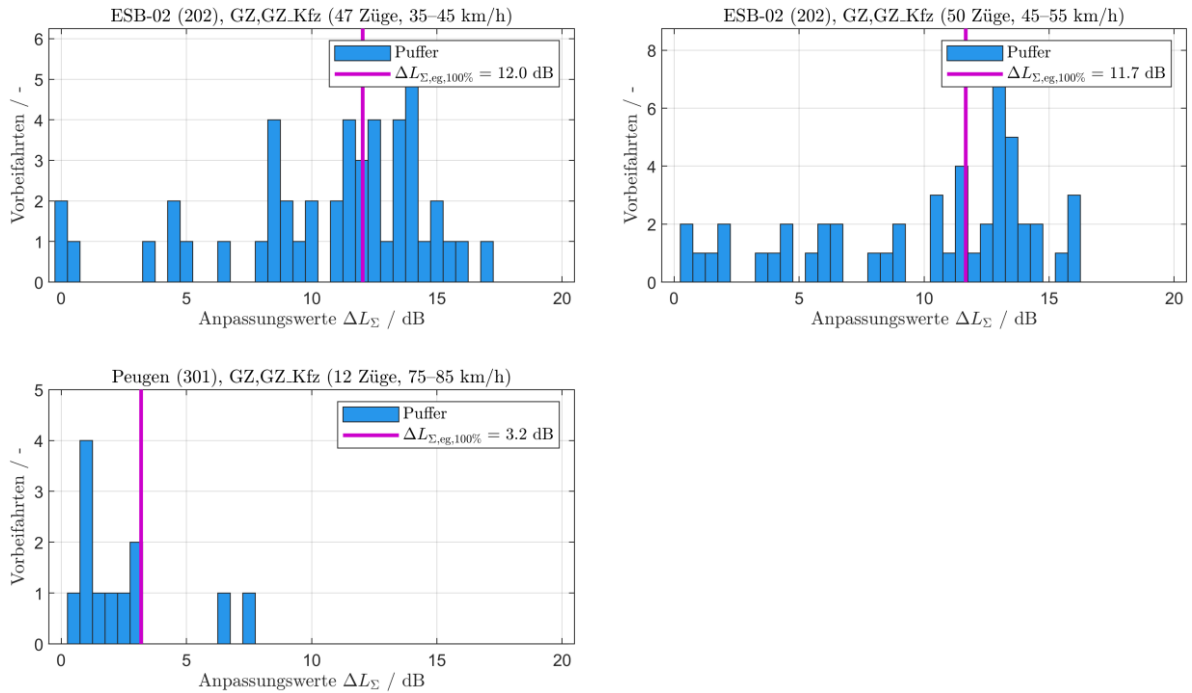 ESB-02 (202), GZ,GZ_Kfz (47 Züge, 35–45 km/h)
6
5
4
3
2
1
0
Vorbeifahrten / -
Puffer
ΔL_{Σ,eg,100%} = 12.0 dB
0 5 10 15 20
Anpassungswerte ΔL_Σ / dB
ESB-02 (202), GZ,GZ_Kfz (50 Züge, 45–55 km/h)
8
6
4
2
0
Vorbeifahrten / -
Puffer
ΔL_{Σ,eg,100%} = 11.7 dB
0 5 10 15 20
Anpassungswerte ΔL_Σ / dB
Peugen (301), GZ,GZ_Kfz (12 Züge, 75–85 km/h)
5
4
3
2
1
0
Vorbeifahrten / -
Puffer
ΔL_{Σ,eg,100%} = 3.2 dB
0 5 10 15 20
Anpassungswerte ΔL_Σ / dB